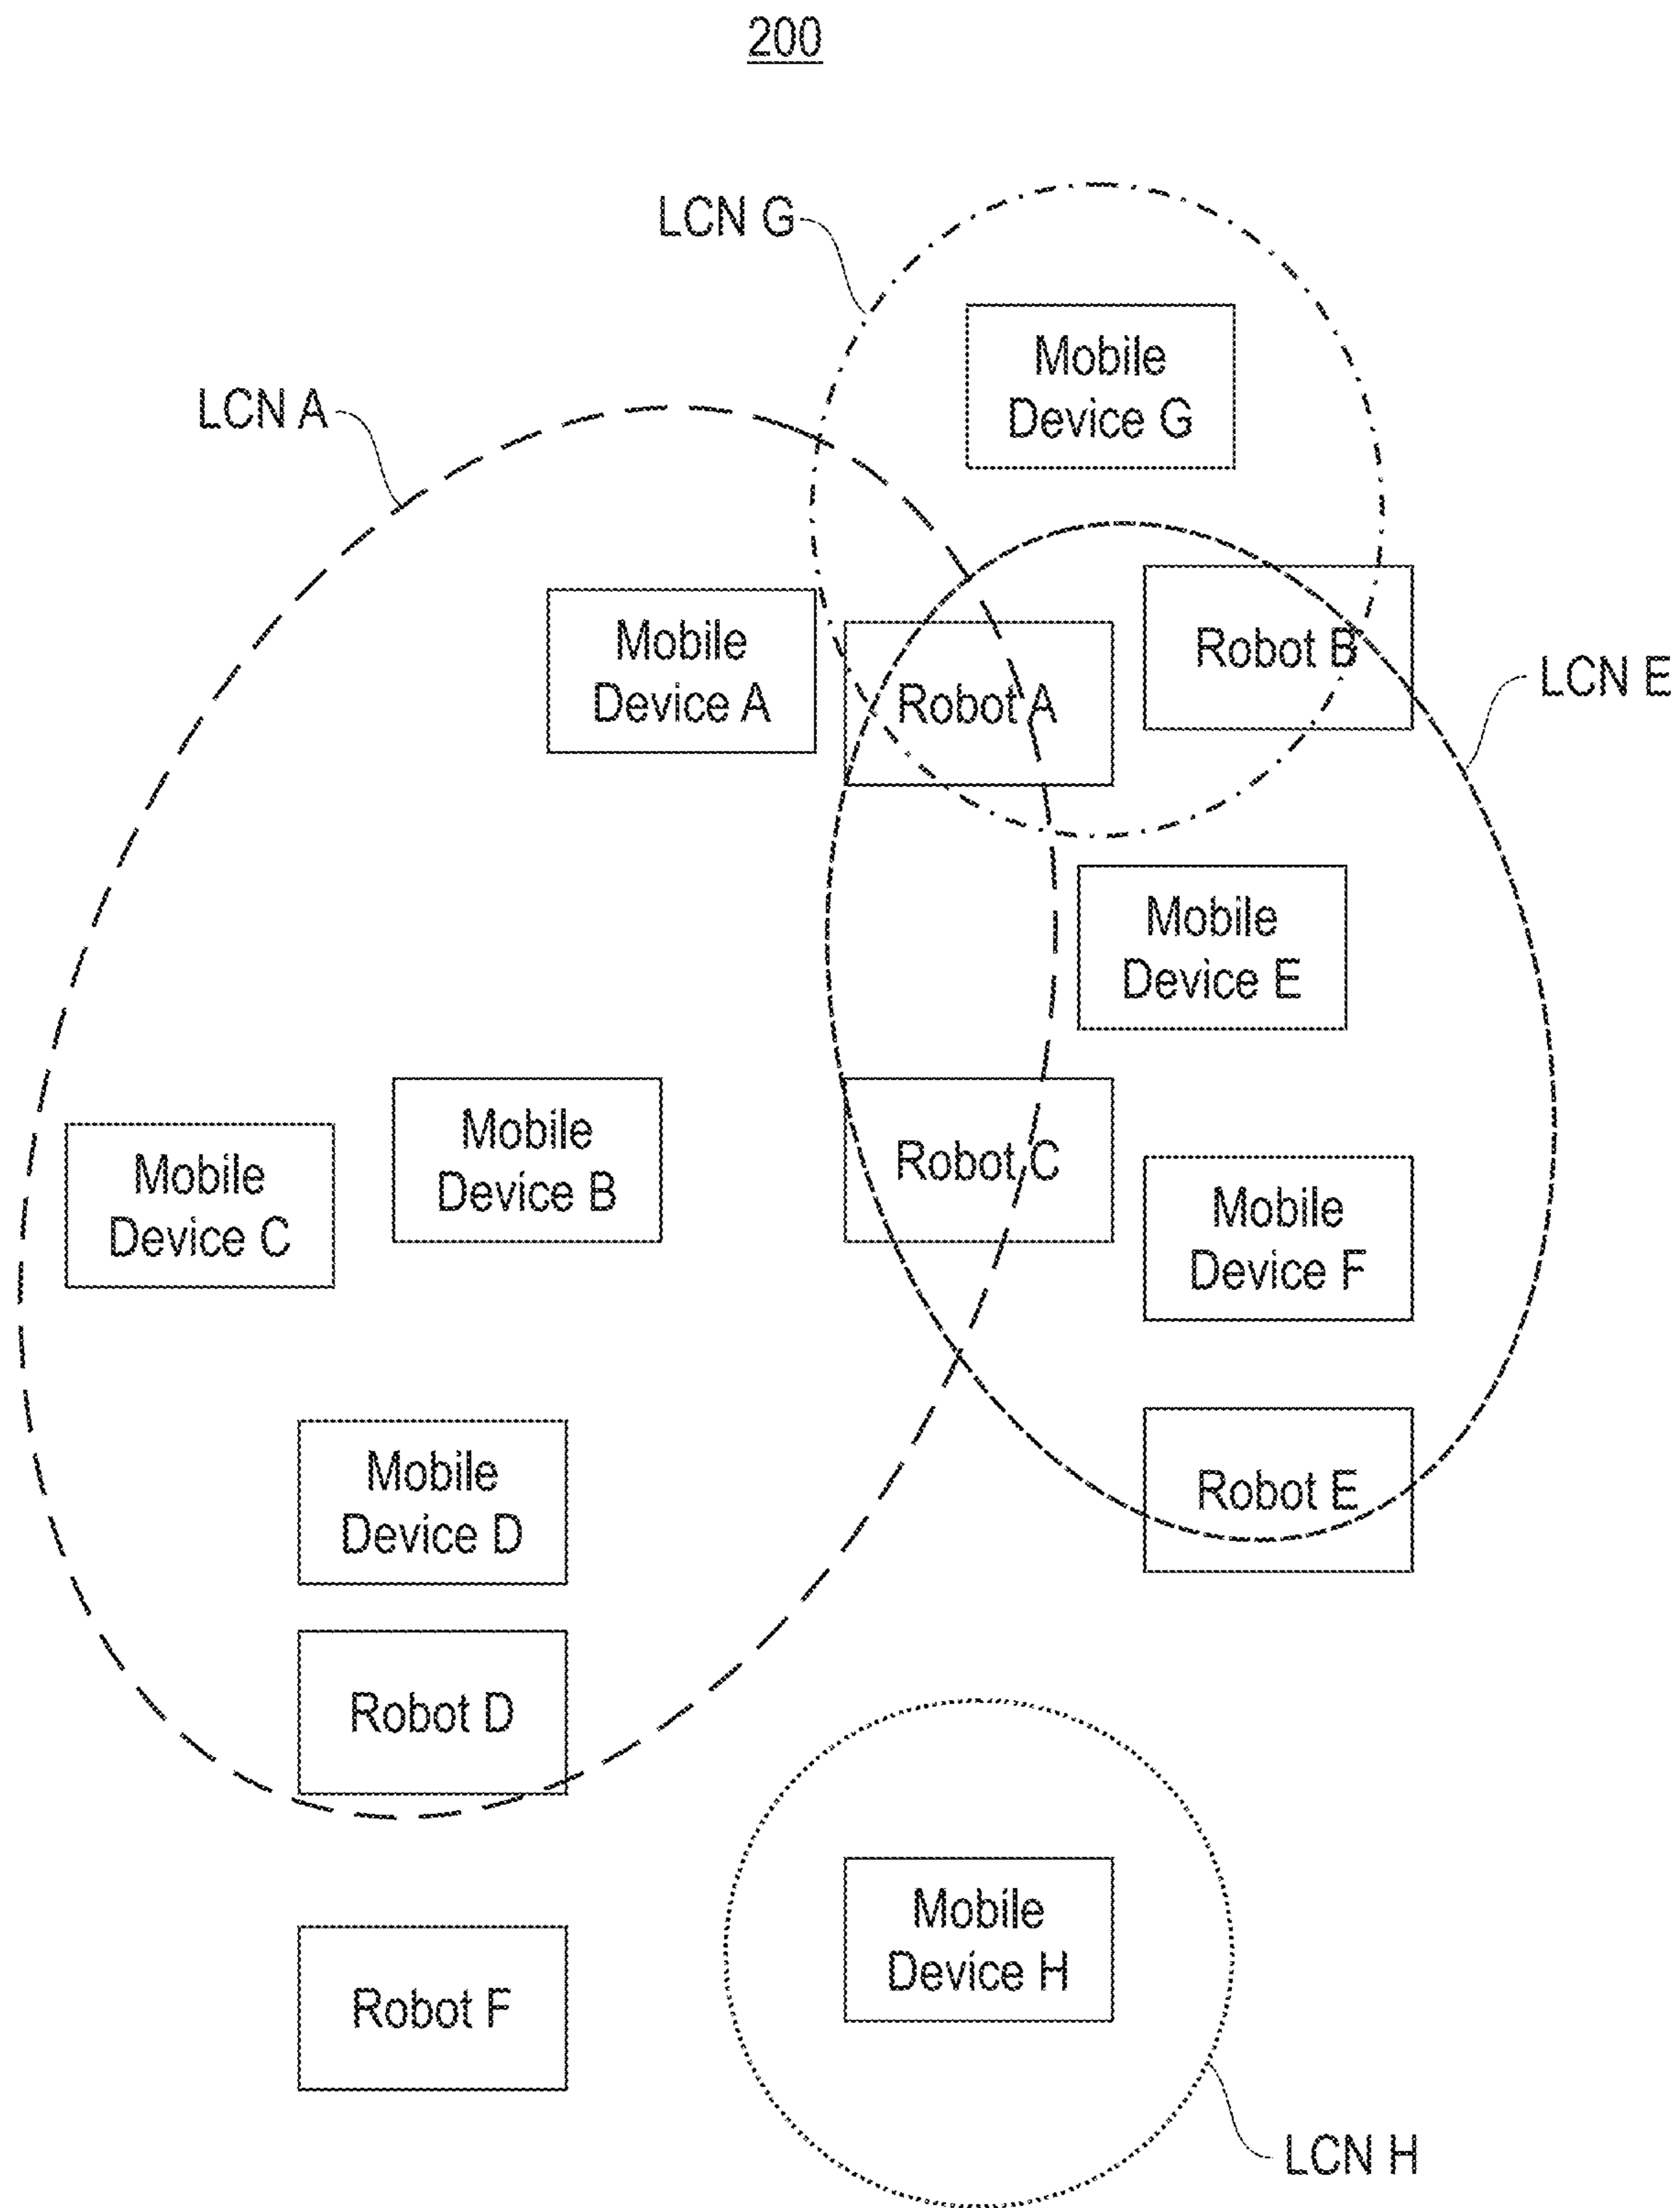 200
LCN G
Mobile
Device G
LCN A
Mobile
Device A
Robot A
Robot B
LCN E
Mobile
Device E
Mobile
Device B
Mobile
Device C
Robot C
Mobile
Device F
Mobile
Device D
Robot E
Robot D
Mobile
Device H
Robot F
LCN H